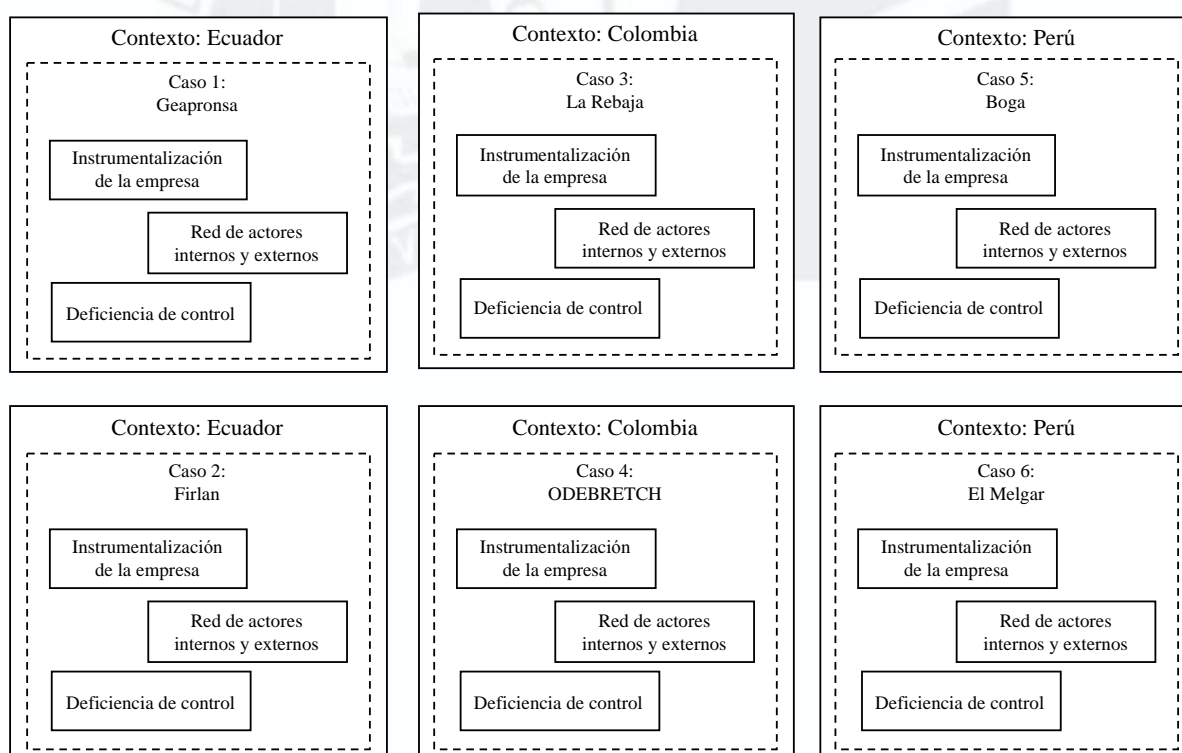 Contexto: Ecuador
Caso 1:
Geapronsa
Instrumentalización
de la empresa
Red de actores
internos y externos
Deficiencia de control
Contexto: Colombia
Caso 3:
La Rebaja
Instrumentalización
de la empresa
Red de actores
internos y externos
Deficiencia de control
Contexto: Perú
Caso 5:
Boga
Instrumentalización
de la empresa
Red de actores
internos y externos
Deficiencia de control
Contexto: Ecuador
Caso 2:
Firlan
Instrumentalización
de la empresa
Red de actores
internos y externos
Deficiencia de control
Contexto: Colombia
Caso 4:
ODEBRETCH
Instrumentalización
de la empresa
Red de actores
internos y externos
Deficiencia de control
Contexto: Perú
Caso 6:
El Melgar
Instrumentalización
de la empresa
Red de actores
internos y externos
Deficiencia de control